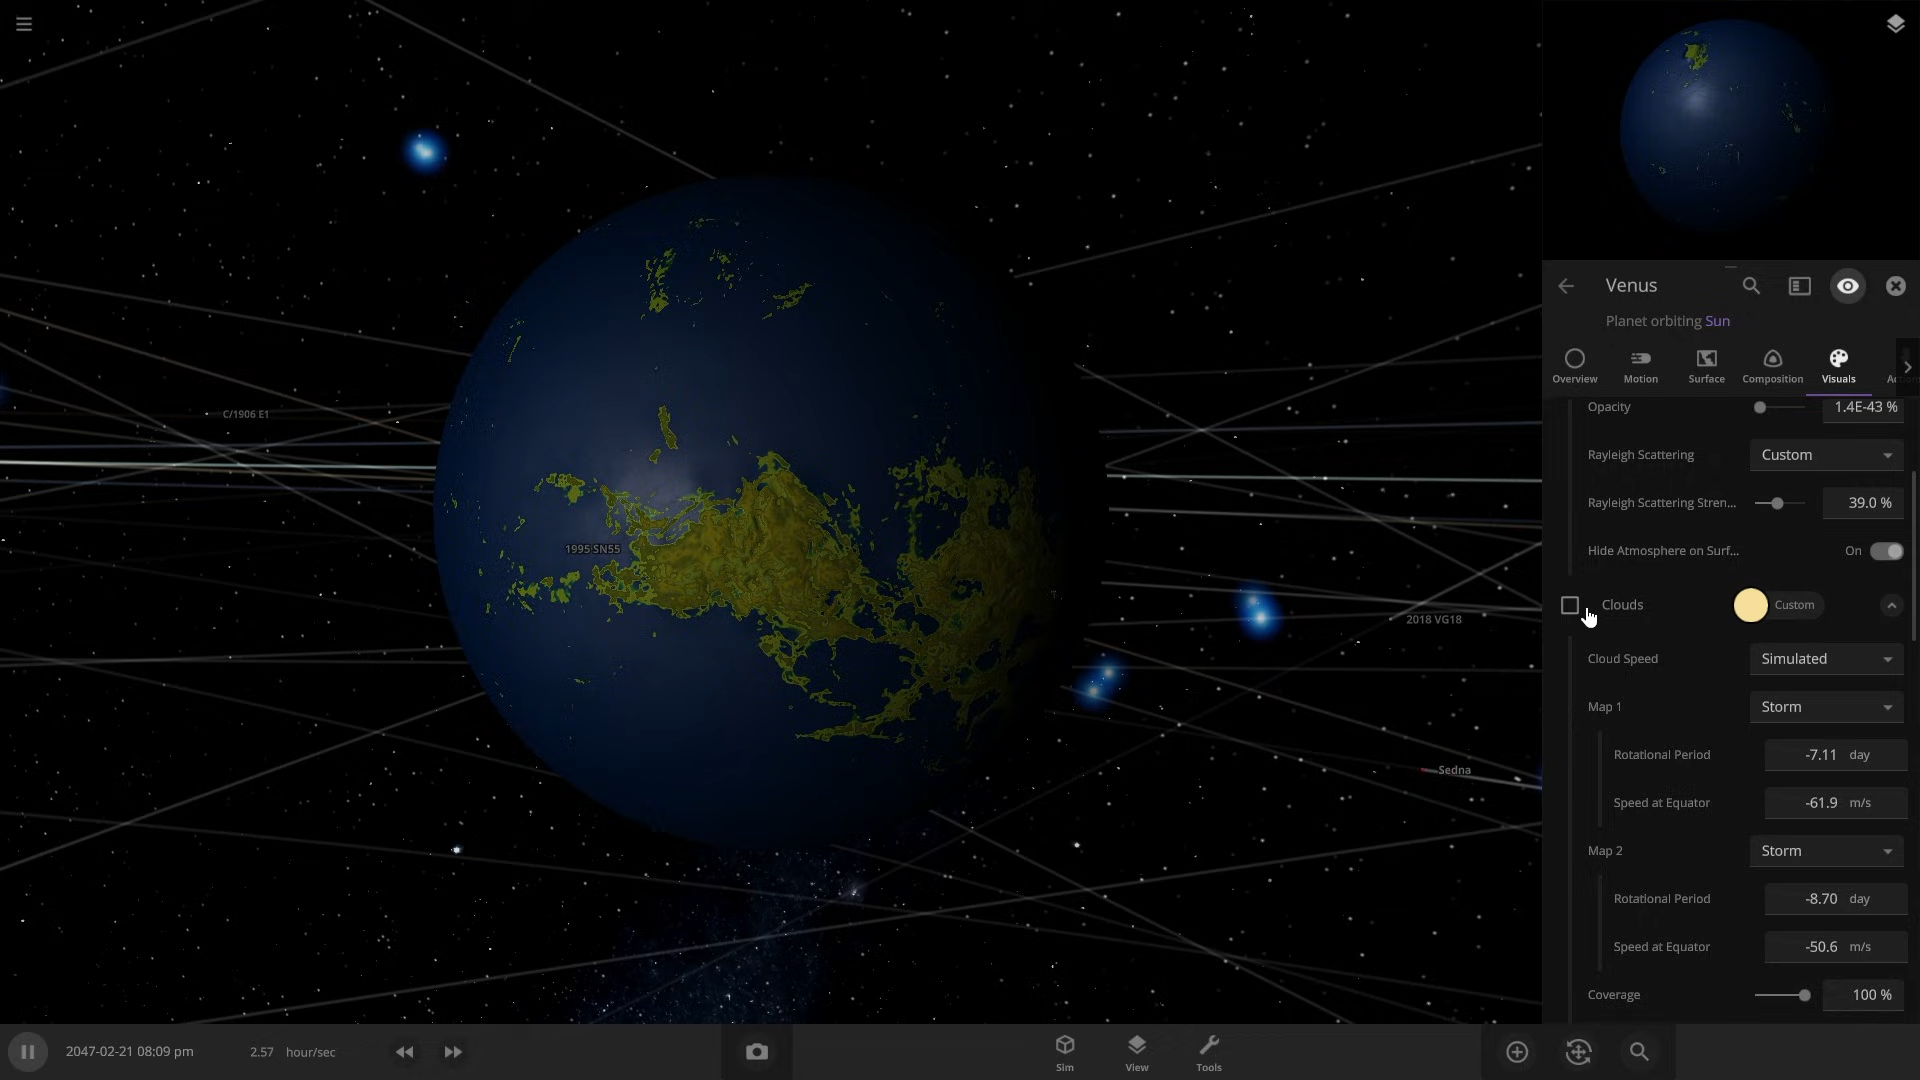 Venus
Planet orbiting Sun
Overview
Motion
Surface
Composition
Visuals
Opacity
1.4E-43 %
Rayleigh Scattering
Custom
Rayleigh Scattering Stren...
39.0 %
Hide Atmosphere on Surf...
On
Clouds
Custom
Cloud Speed
Simulated
Map 1
Storm
Rotational Period
-7.11 day
Speed at Equator
-61.9 m/s
Map 2
Storm
Rotational Period
-8.70 day
Speed at Equator
-50.6 m/s
Coverage
100 %
C/1906 E1
1995 SN55
2018 VG18
Sedna
2047-02-21 08:09 pm
2.57 hour/sec
Sim
View
Tools